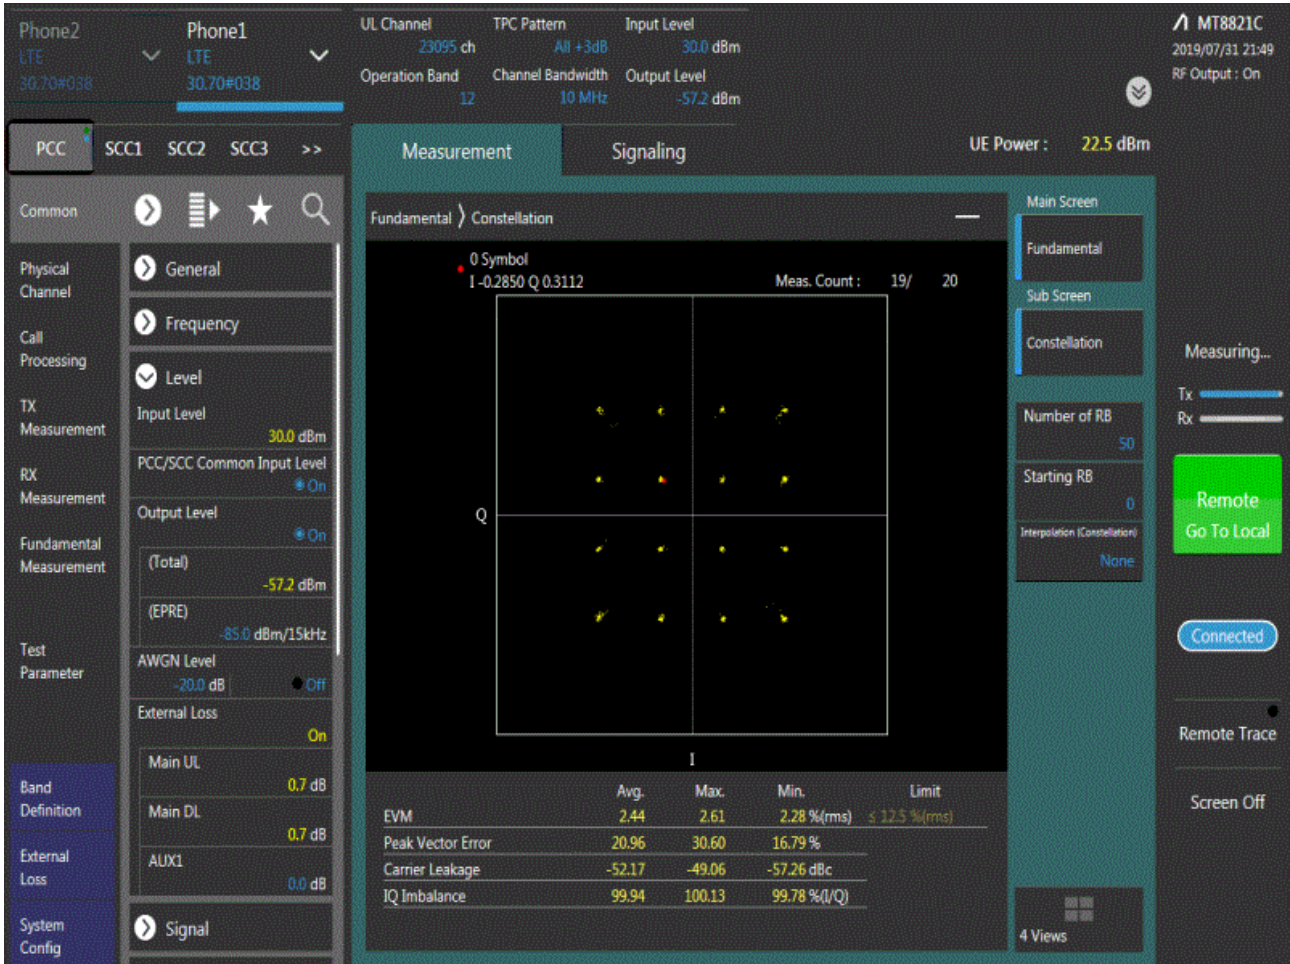 Phone2
LTE
30.70#038
Phone1
LTE
30.70#038
UL Channel
23095 ch
TPC Pattern
All +3dB
Input Level
30.0 dBm
Operation Band
12
Channel Bandwidth
10 MHz
Output Level
-57.2 dBm
MT8821C
2019/07/31 21:49
RF Output : On
PCC SCC1 SCC2 SCC3 >>
Measurement
Signaling
UE Power : 22.5 dBm
Common
Physical
Channel
Call
Processing
TX
Measurement
RX
Measurement
Fundamental
Measurement
Test
Parameter
Band
Definition
External
Loss
System
Config
General
Frequency
Level
Input Level
30.0 dBm
PCC/SCC Common Input Level
On
Output Level
On
(Total)
-57.2 dBm
(EPRE)
-85.0 dBm/15kHz
AWGN Level
-20.0 dB Off
External Loss
On
Main UL
0.7 dB
Main DL
0.7 dB
AUX1
0.0 dB
Signal
Fundamental Constellation
0 Symbol
I -0.2850 Q 0.3112
Meas. Count : 19/ 20
Q
I
Avg. Max. Min. Limit
EVM 2.44 2.61 2.28 %(rms) ≤ 12.5 %(rms)
Peak Vector Error 20.96 30.60 16.79 %
Carrier Leakage -52.17 -49.06 -57.26 dBc
IQ Imbalance 99.94 100.13 99.78 %(I/Q)
Main Screen
Fundamental
Sub Screen
Constellation
Number of RB
50
Starting RB
0
Interpolation (Constellation)
None
4 Views
Measuring...
Tx
Rx
Remote
Go To Local
Connected
Remote Trace
Screen Off